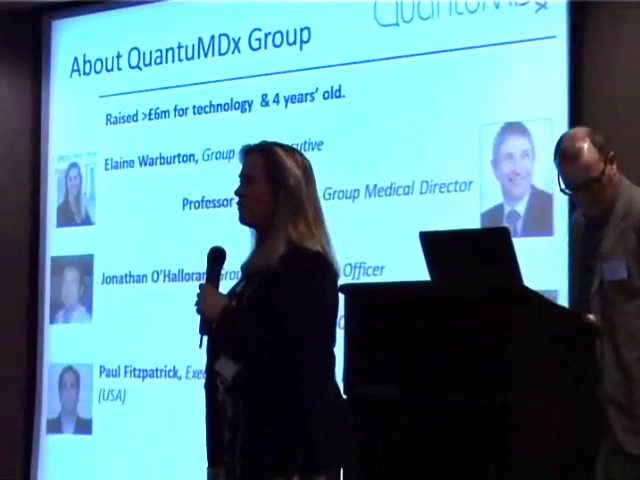 QuantuMDx
About QuantuMDx Group
Raised >£6m for technology & 4 years' old.
Elaine Warburton, Group
Professor Group Medical Director
Jonathan O'Halloran, Officer
Paul Fitzpatrick,
(USA)